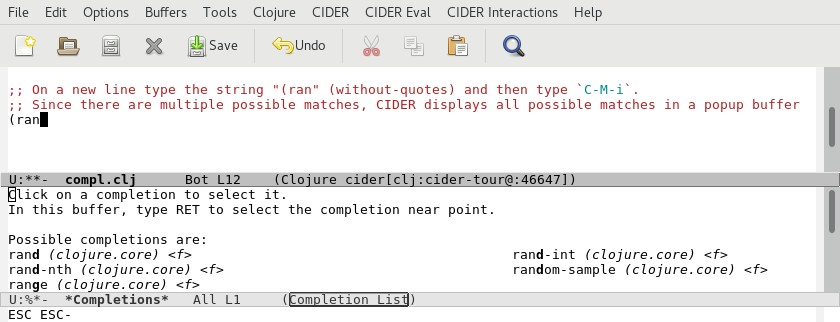 File Edit Options Buffers Tools Clojure CIDER CIDER Eval CIDER Interactions Help
Save Undo
;; On a new line type the string "(ran" (without-quotes) and then type `C-M-i`.
;; Since there are multiple possible matches, CIDER displays all possible matches in a popup buffer
(ran
U:**-  compl.clj      Bot L12    (Clojure cider[clj:cider-tour@:46647])
Click on a completion to select it.
In this buffer, type RET to select the completion near point.
Possible completions are:
rand (clojure.core) <f> rand-int (clojure.core) <f>
rand-nth (clojure.core) <f> random-sample (clojure.core) <f>
range (clojure.core) <f>
U:%*-  *Completions*   All L1     (Completion List)
ESC ESC-